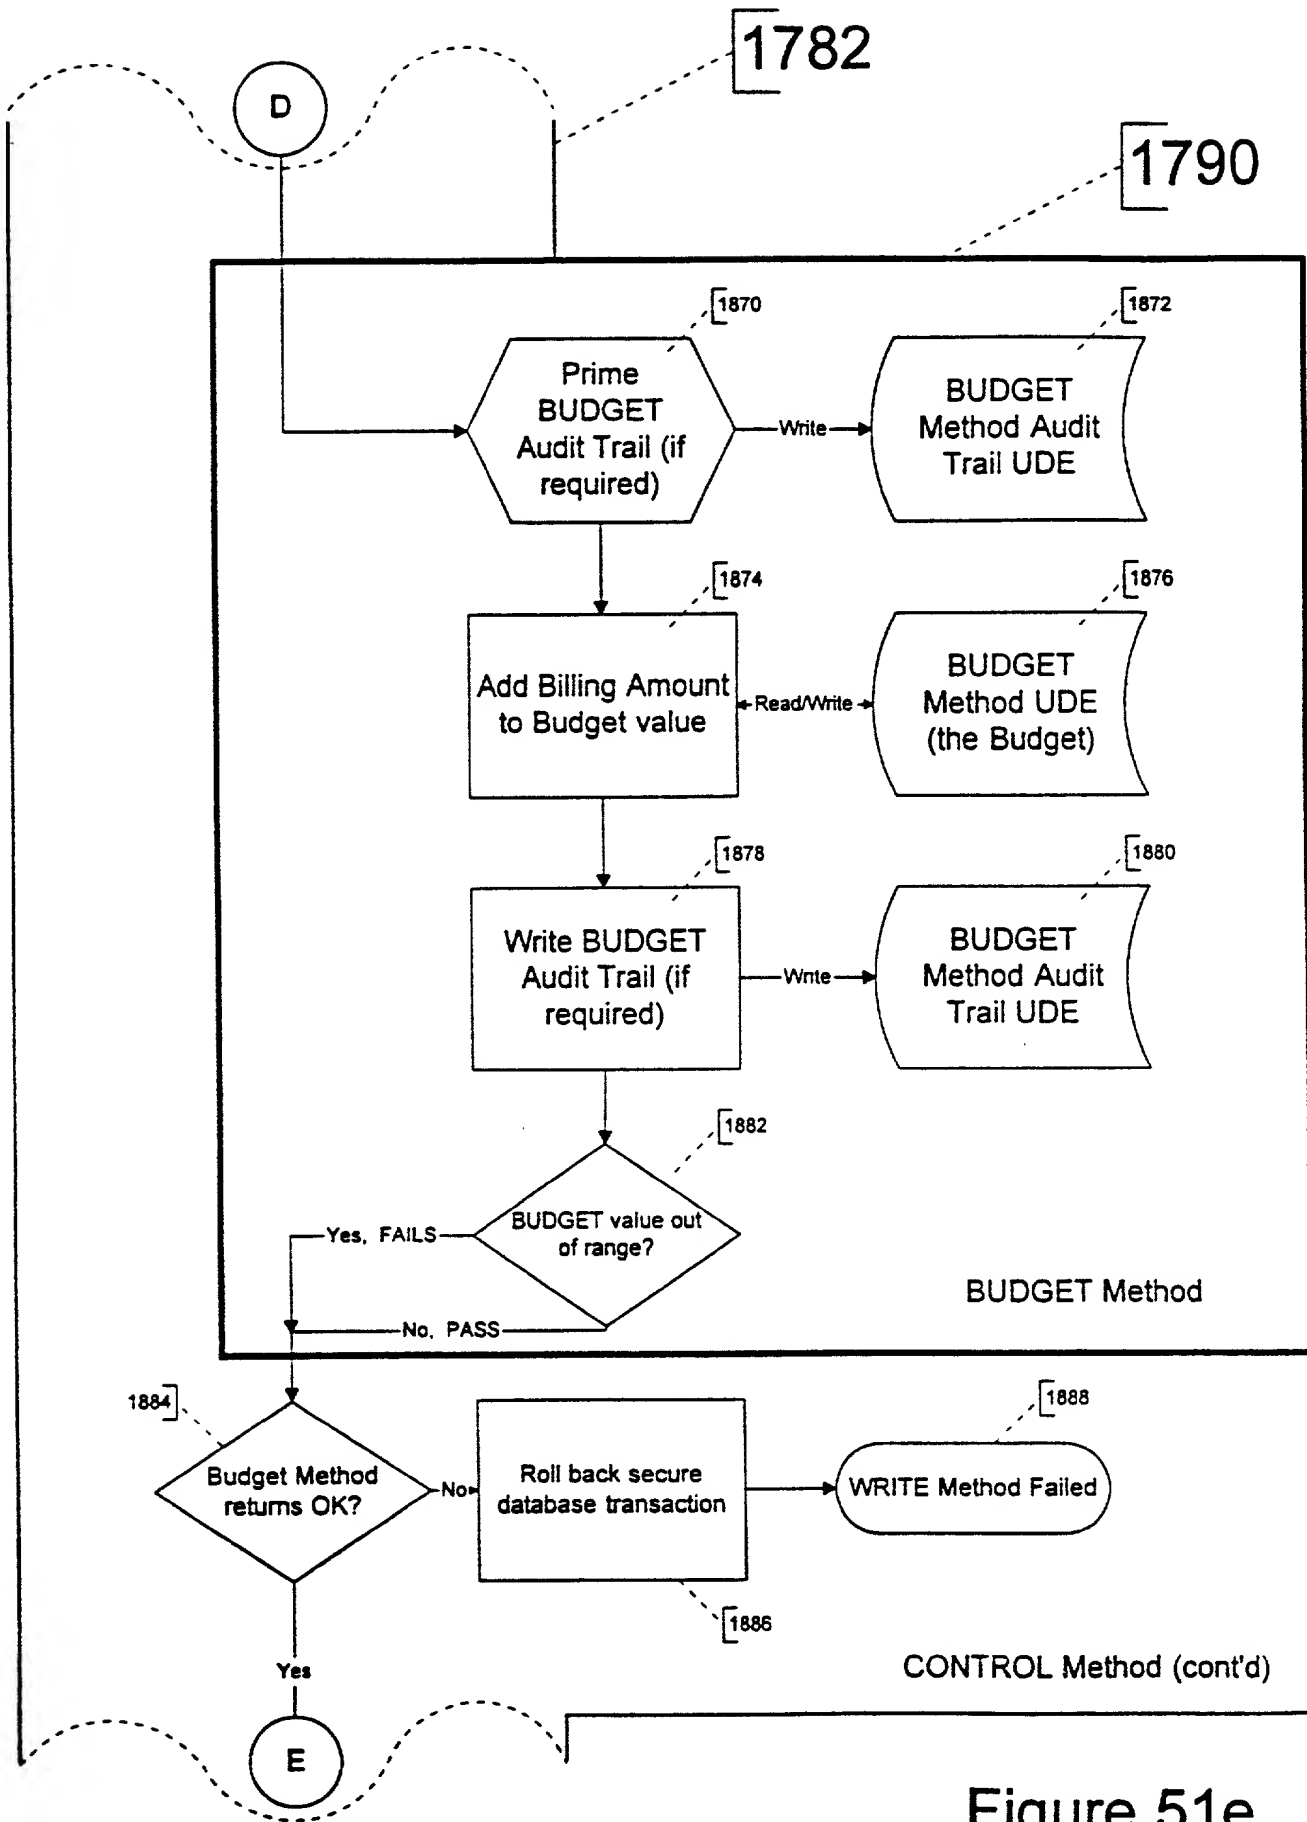 1782
D
1790
1870
1872
Prime
BUDGET
Audit Trail (if
required)
Write
BUDGET
Method Audit
Trail UDE
1874
1876
Add Billing Amount
to Budget value
Read/Write
BUDGET
Method UDE
(the Budget)
1878
1880
Write BUDGET
Audit Trail (if
required)
Write
BUDGET
Method Audit
Trail UDE
1882
BUDGET value out
of range?
Yes, FAILS
No, PASS
BUDGET Method
1884
1888
Budget Method
returns OK?
No
Roll back secure
database transaction
WRITE Method Failed
1886
Yes
CONTROL Method (cont'd)
E
Figure 51e